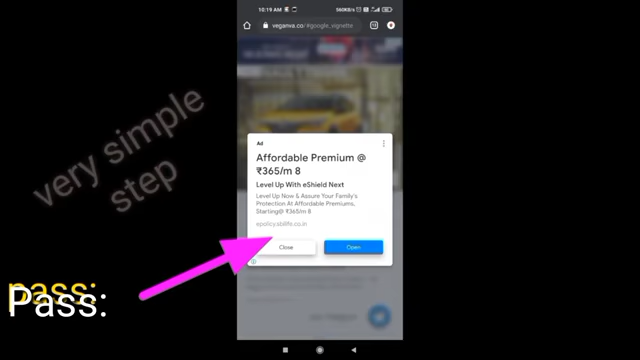 10:19 AM
560KB/s
veganva.co/#google_vignette
very simple
step
Ad
Affordable Premium @
₹365/m 8
Level Up With eShield Next
Level Up Now & Assure Your Family's
Protection At Affordable Premiums.
Starting@ ₹365/m 8
epolicy.sbilife.co.in
Close
Open
pass:
Pass: